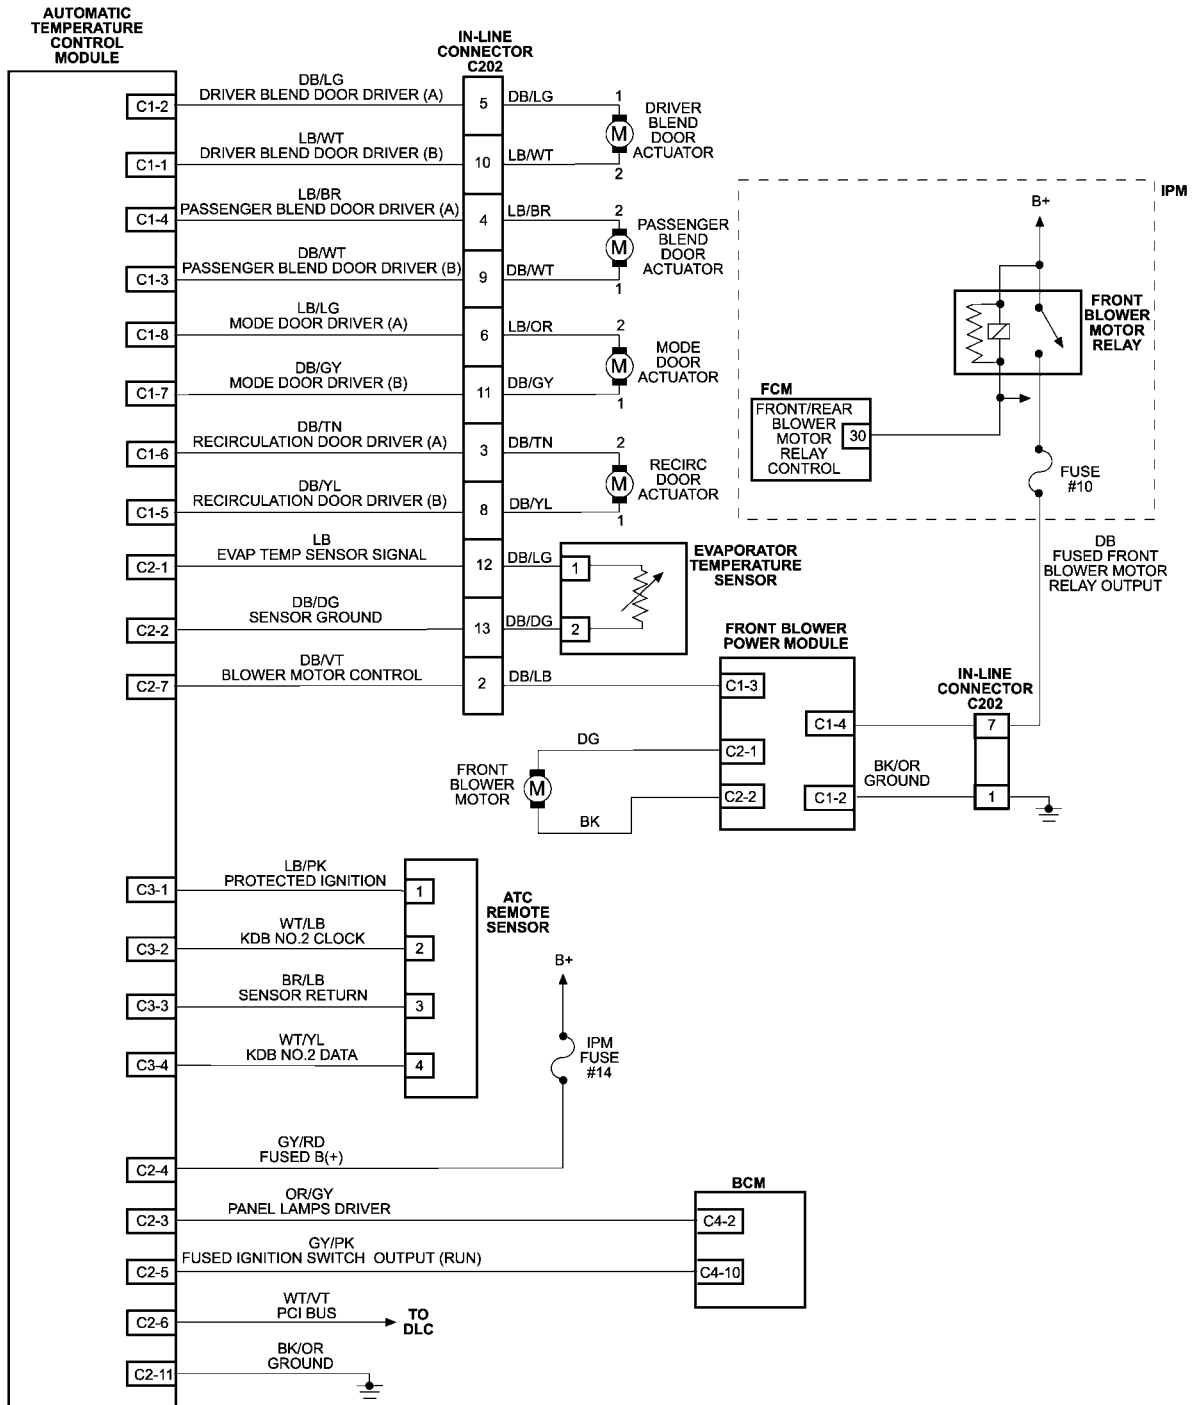 AUTOMATIC
TEMPERATURE
CONTROL
MODULE
IN-LINE
CONNECTOR
C202
C1-2
DB/LG
DRIVER BLEND DOOR DRIVER (A)
5
DB/LG
1
DRIVER
BLEND
DOOR
ACTUATOR
M
C1-1
LB/WT
DRIVER BLEND DOOR DRIVER (B)
10
LB/WT
2
C1-4
LB/BR
PASSENGER BLEND DOOR DRIVER (A)
4
LB/BR
2
PASSENGER
BLEND
DOOR
ACTUATOR
M
C1-3
DB/WT
PASSENGER BLEND DOOR DRIVER (B)
9
DB/WT
1
C1-8
LB/LG
MODE DOOR DRIVER (A)
6
LB/OR
2
MODE
DOOR
ACTUATOR
M
C1-7
DB/GY
MODE DOOR DRIVER (B)
11
DB/GY
1
C1-6
DB/TN
RECIRCULATION DOOR DRIVER (A)
3
DB/TN
2
RECIRC
DOOR
ACTUATOR
M
C1-5
DB/YL
RECIRCULATION DOOR DRIVER (B)
8
DB/YL
1
C2-1
LB
EVAP TEMP SENSOR SIGNAL
12
DB/LG
1
EVAPORATOR
TEMPERATURE
SENSOR
C2-2
DB/DG
SENSOR GROUND
13
DB/DG
2
C2-7
DB/VT
BLOWER MOTOR CONTROL
2
DB/LB
IPM
B+
FRONT
BLOWER
MOTOR
RELAY
FCM
FRONT/REAR
BLOWER
MOTOR
RELAY
CONTROL
30
FUSE
#10
DB
FUSED FRONT
BLOWER MOTOR
RELAY OUTPUT
FRONT BLOWER
POWER MODULE
C1-3
C1-4
C2-1
C2-2
C1-2
IN-LINE
CONNECTOR
C202
7
1
BK/OR
GROUND
DG
FRONT
BLOWER
MOTOR
M
BK
C3-1
LB/PK
PROTECTED IGNITION
1
ATC
REMOTE
SENSOR
C3-2
WT/LB
KDB NO.2 CLOCK
2
C3-3
BR/LB
SENSOR RETURN
3
C3-4
WT/YL
KDB NO.2 DATA
4
B+
IPM
FUSE
#14
C2-4
GY/RD
FUSED B(+)
BCM
C2-3
OR/GY
PANEL LAMPS DRIVER
C4-2
C2-5
GY/PK
FUSED IGNITION SWITCH OUTPUT (RUN)
C4-10
C2-6
WT/VT
PCI BUS
TO
DLC
C2-11
BK/OR
GROUND